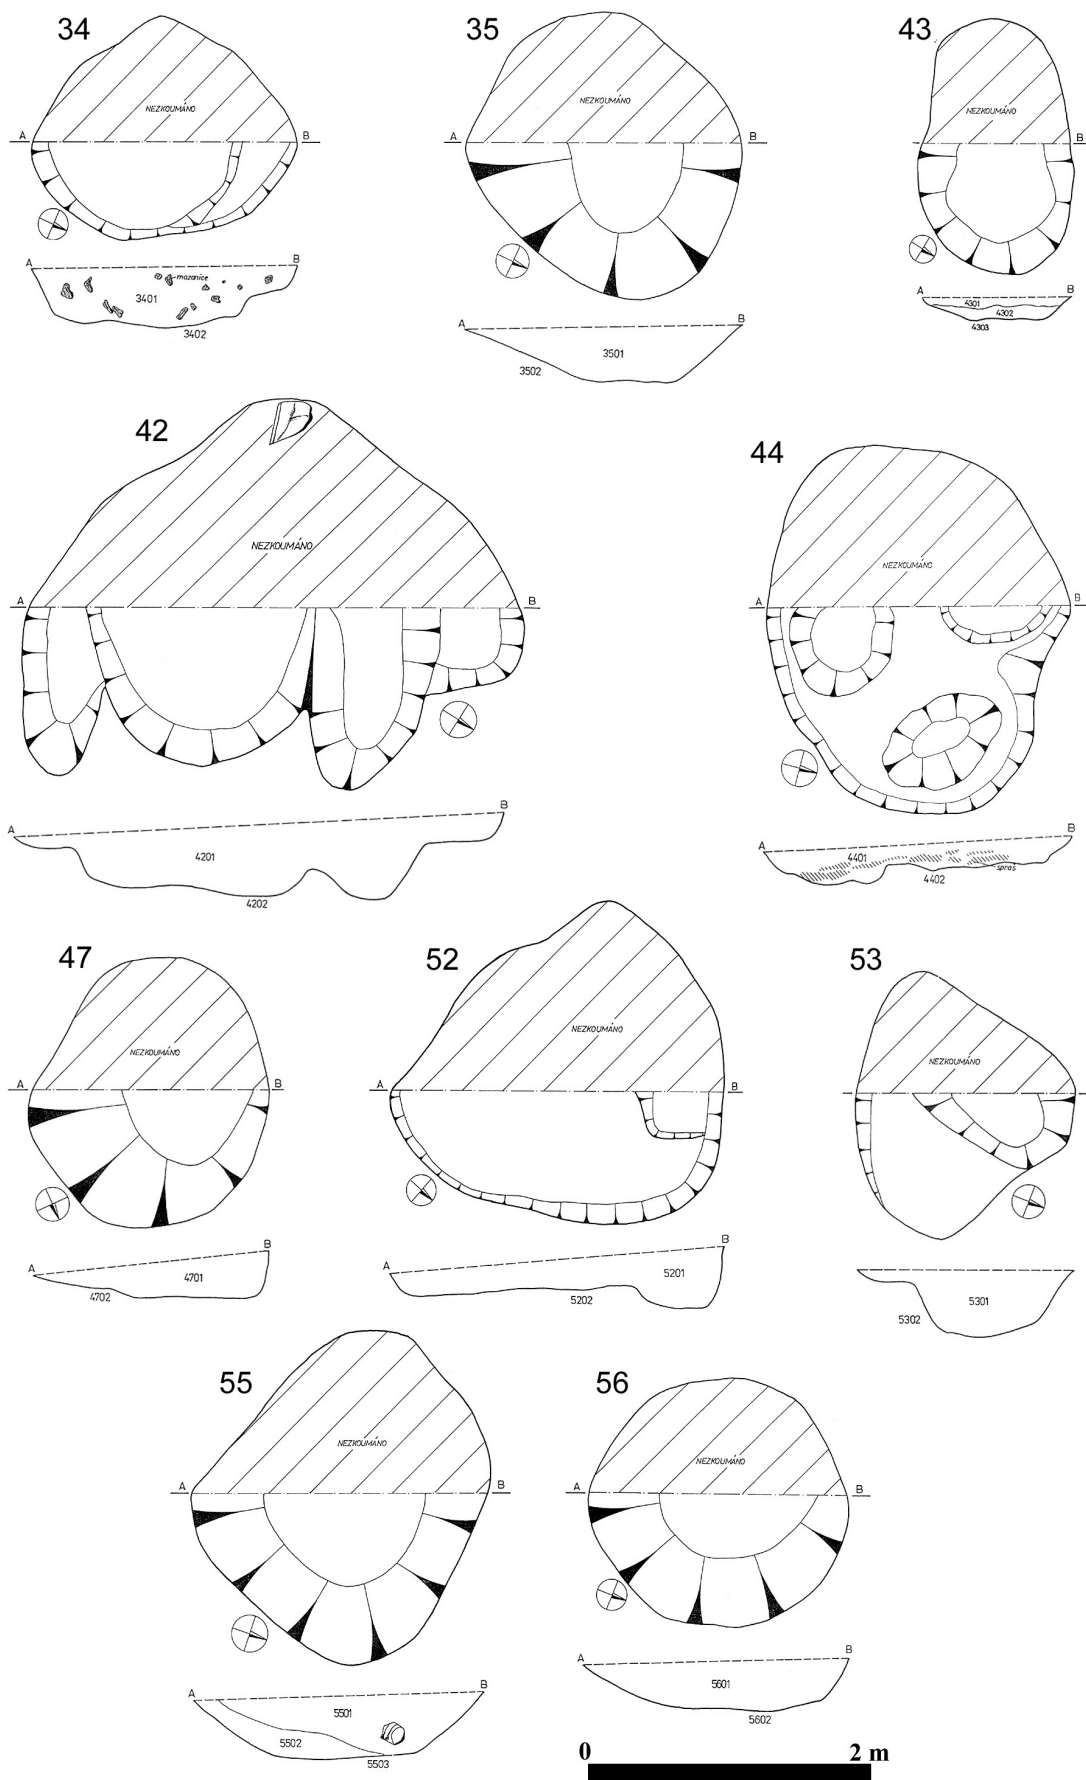 34
NEZKOUMÁNO
A B
A B
mazanice
3401
3402
35
NEZKOUMÁNO
A B
A B
3501
3502
43
NEZKOUMÁNO
A B
A B
4301
4302
4303
42
NEZKOUMÁNO
A B
A B
4201
4202
44
NEZKOUMÁNO
A B
A B
4401
4402
spraš
47
NEZKOUMÁNO
A B
A B
4701
4702
52
NEZKOUMÁNO
A B
A B
5201
5202
53
NEZKOUMÁNO
A B
5301
5302
55
NEZKOUMÁNO
A B
A B
5501
5502
5503
56
NEZKOUMÁNO
A B
A B
5601
5602
0 2 m